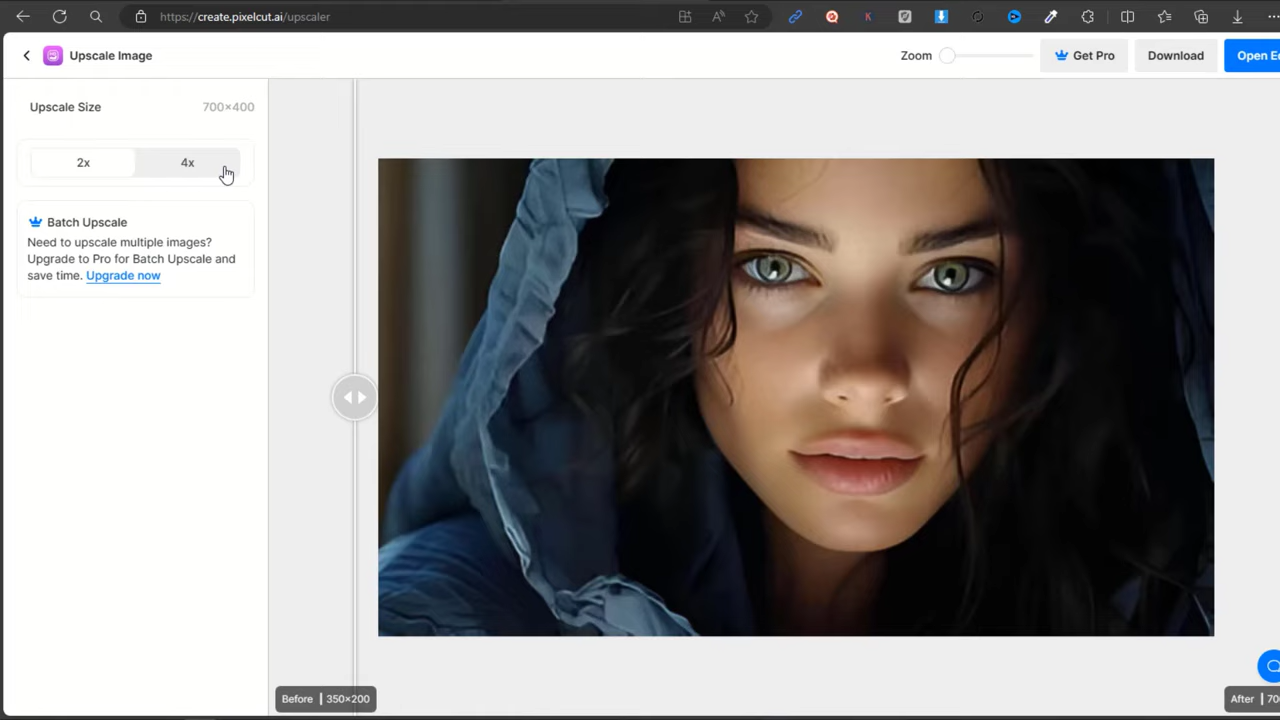 https://create.pixelcut.ai/upscaler
Upscale Image
Zoom
Get Pro
Download
Open E
Upscale Size
700×400
2x
4x
Batch Upscale
Need to upscale multiple images?
Upgrade to Pro for Batch Upscale and
save time. Upgrade now
Before | 350×200
After | 70